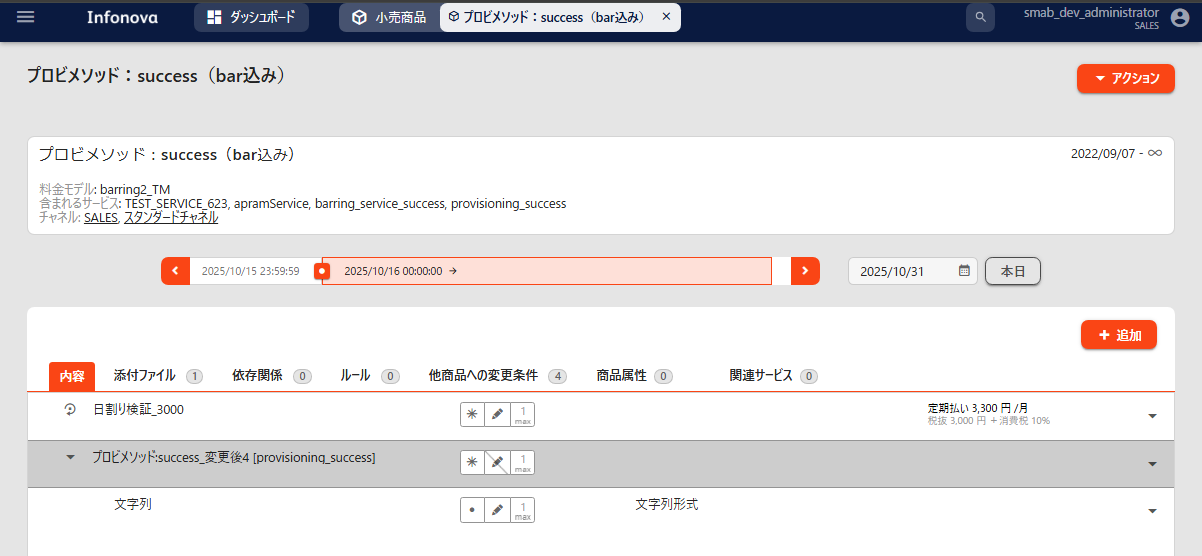 Infonova
ダッシュボード
小売商品
プロビメソッド：success（bar込み） ×
smab_dev_administrator
SALES
プロビメソッド：success（bar込み）
アクション
プロビメソッド：success（bar込み）
2022/09/07 - ∞
料金モデル: barring2_TM
含まれるサービス: TEST_SERVICE_623, apramService, barring_service_success, provisioning_success
チャネル: SALES, スタンダードチャネル
2025/10/15 23:59:59
2025/10/16 00:00:00 →
2025/10/31
本日
+ 追加
内容
添付ファイル 1
依存関係 0
ルール 0
他商品への変更条件 4
商品属性 0
関連サービス 0
日割り検証_3000
1
max
定期払い 3,300 円 /月
税抜 3,000 円 + 消費税 10%
プロビメソッド:success_変更後4 [provisioning_success]
1
max
文字列
1
max
文字列形式